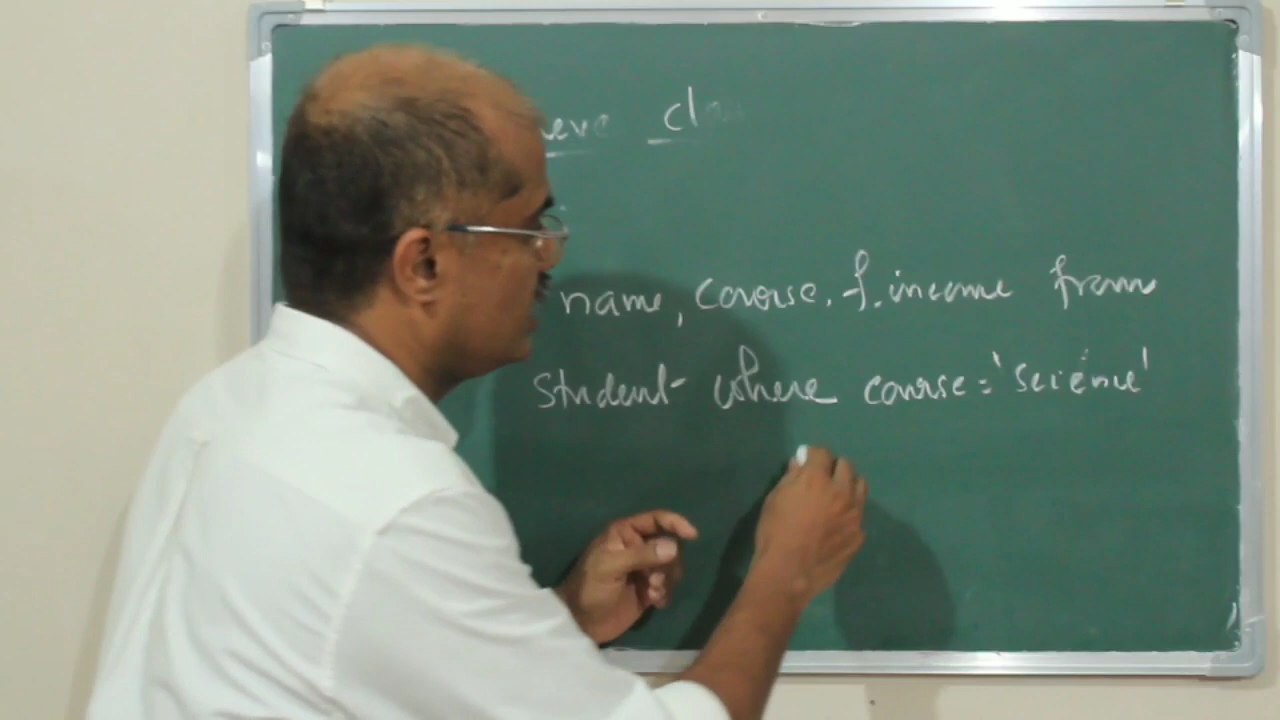 name, course, f.income from
student where course='science'